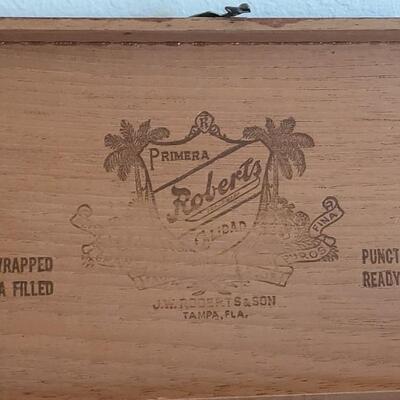 R
PRIMERA
Roberts
CALIDAD
FINA
PUROS
WRAPPED
A FILLED
PUNCT
READY
J.W. ROBERTS & SON
TAMPA, FLA.